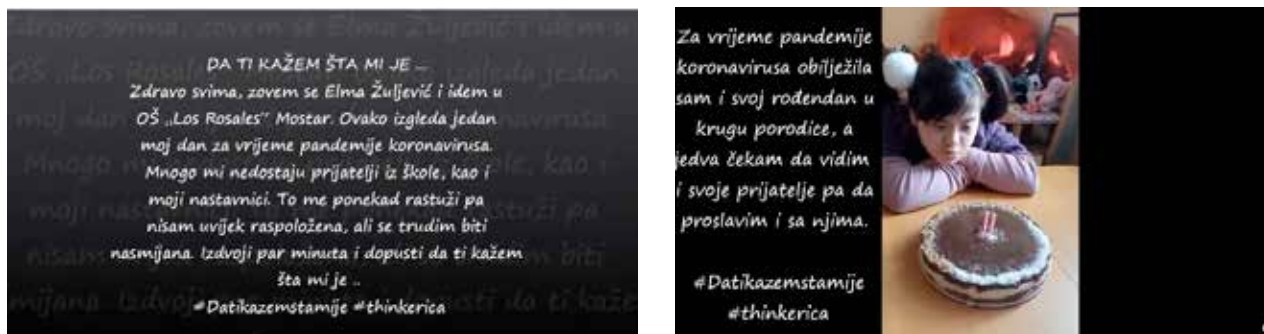 DA TI KAŽEM ŠTA MI JE ...
Zdravo svima, zovem se Elma Žuljević i idem u
OŠ „Los Rosales“ Mostar. Ovako izgleda jedan
moj dan za vrijeme pandemije koronavirusa.
Mnogo mi nedostaju prijatelji iz škole, kao i
moji nastavnici. To me ponekad rastuži pa
nisam uvijek raspoložena, ali se trudim biti
nasmijana. Izdvoji par minuta i dopusti da ti kažem
šta mi je ..
#Datikazemstamije #thinkerica
Za vrijeme pandemije
koronavirusa obilježila
sam i svoj rođendan u
krugu porodice, a
jedva čekam da vidim
i svoje prijatelje pa da
proslavim i sa njima.
#Datikazemstamije
#thinkerica